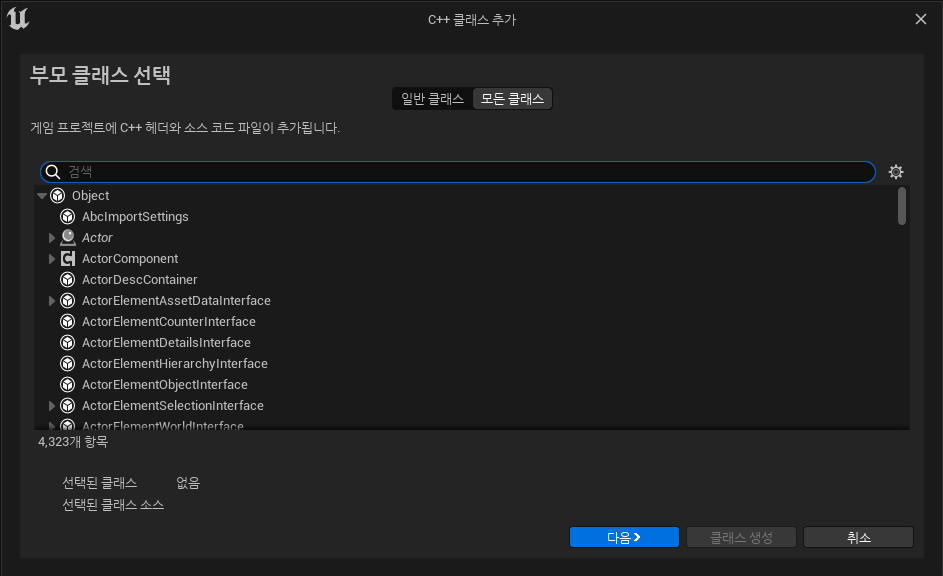 C++ 클래스 추가
부모 클래스 선택
일반 클래스 모든 클래스
게임 프로젝트에 C++ 헤더와 소스 코드 파일이 추가됩니다.
검색
Object
AbcImportSettings
Actor
ActorComponent
ActorDescContainer
ActorElementAssetDataInterface
ActorElementCounterInterface
ActorElementDetailsInterface
ActorElementHierarchyInterface
ActorElementObjectInterface
ActorElementSelectionInterface
ActorElementWorldInterface
4,323개 항목
선택된 클래스 없음
선택된 클래스 소스
다음 클래스 생성 취소